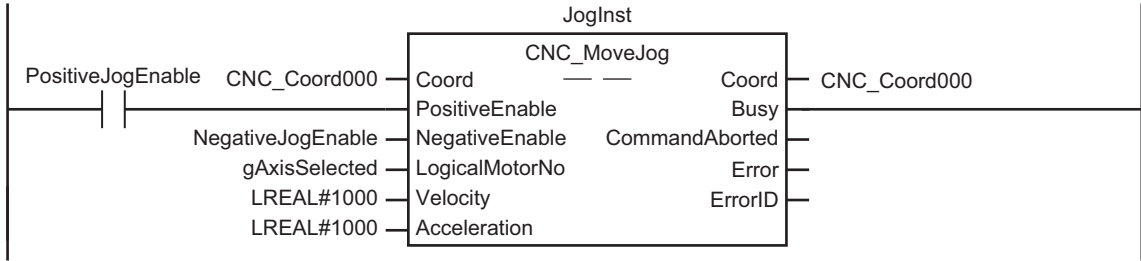 JogInst
CNC_MoveJog
PositiveJogEnable CNC_Coord000 Coord Coord CNC_Coord000
PositiveEnable Busy
NegativeJogEnable NegativeEnable CommandAborted
gAxisSelected LogicalMotorNo Error
LREAL#1000 Velocity ErrorID
LREAL#1000 Acceleration